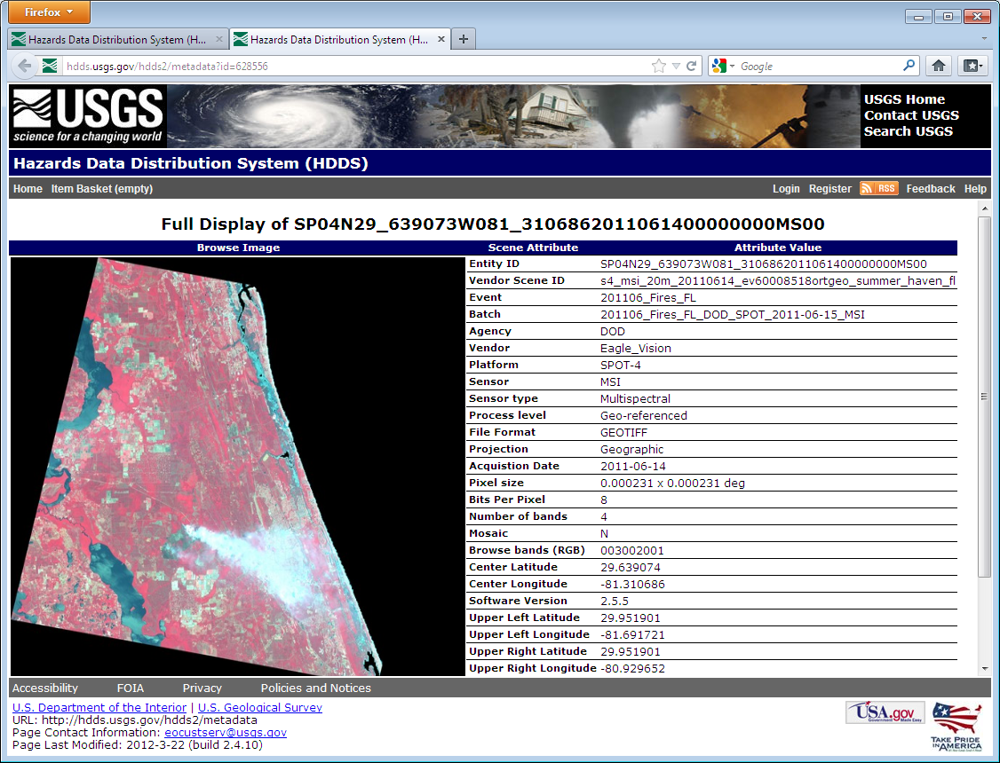 Firefox
Hazards Data Distribution System (H...
Hazards Data Distribution System (H...
hdds.usgs.gov/hdds2/metadata?id=628556
Google
USGS
science for a changing world
USGS Home
Contact USGS
Search USGS
Hazards Data Distribution System (HDDS)
Home Item Basket (empty) Login Register RSS Feedback Help
Full Display of SP04N29_639073W081_3106862011061400000000MS00
Browse Image Scene Attribute Attribute Value
Entity ID SP04N29_639073W081_3106862011061400000000MS00
Vendor Scene ID s4_msi_20m_20110614_ev60008518ortgeo_summer_haven_fl
Event 201106_Fires_FL
Batch 201106_Fires_FL_DOD_SPOT_2011-06-15_MSI
Agency DOD
Vendor Eagle_Vision
Platform SPOT-4
Sensor MSI
Sensor type Multispectral
Process level Geo-referenced
File Format GEOTIFF
Projection Geographic
Acquistion Date 2011-06-14
Pixel size 0.000231 x 0.000231 deg
Bits Per Pixel 8
Number of bands 4
Mosaic N
Browse bands (RGB) 003002001
Center Latitude 29.639074
Center Longitude -81.310686
Software Version 2.5.5
Upper Left Latitude 29.951901
Upper Left Longitude -81.691721
Upper Right Latitude 29.951901
Upper Right Longitude -80.929652
Accessibility FOIA Privacy Policies and Notices
U.S. Department of the Interior | U.S. Geological Survey
URL: http://hdds.usgs.gov/hdds2/metadata
Page Contact Information: eocustserv@usgs.gov
Page Last Modified: 2012-3-22 (build 2.4.10)
USA.gov
Government Made Easy
TAKE PRIDE
IN AMERICA